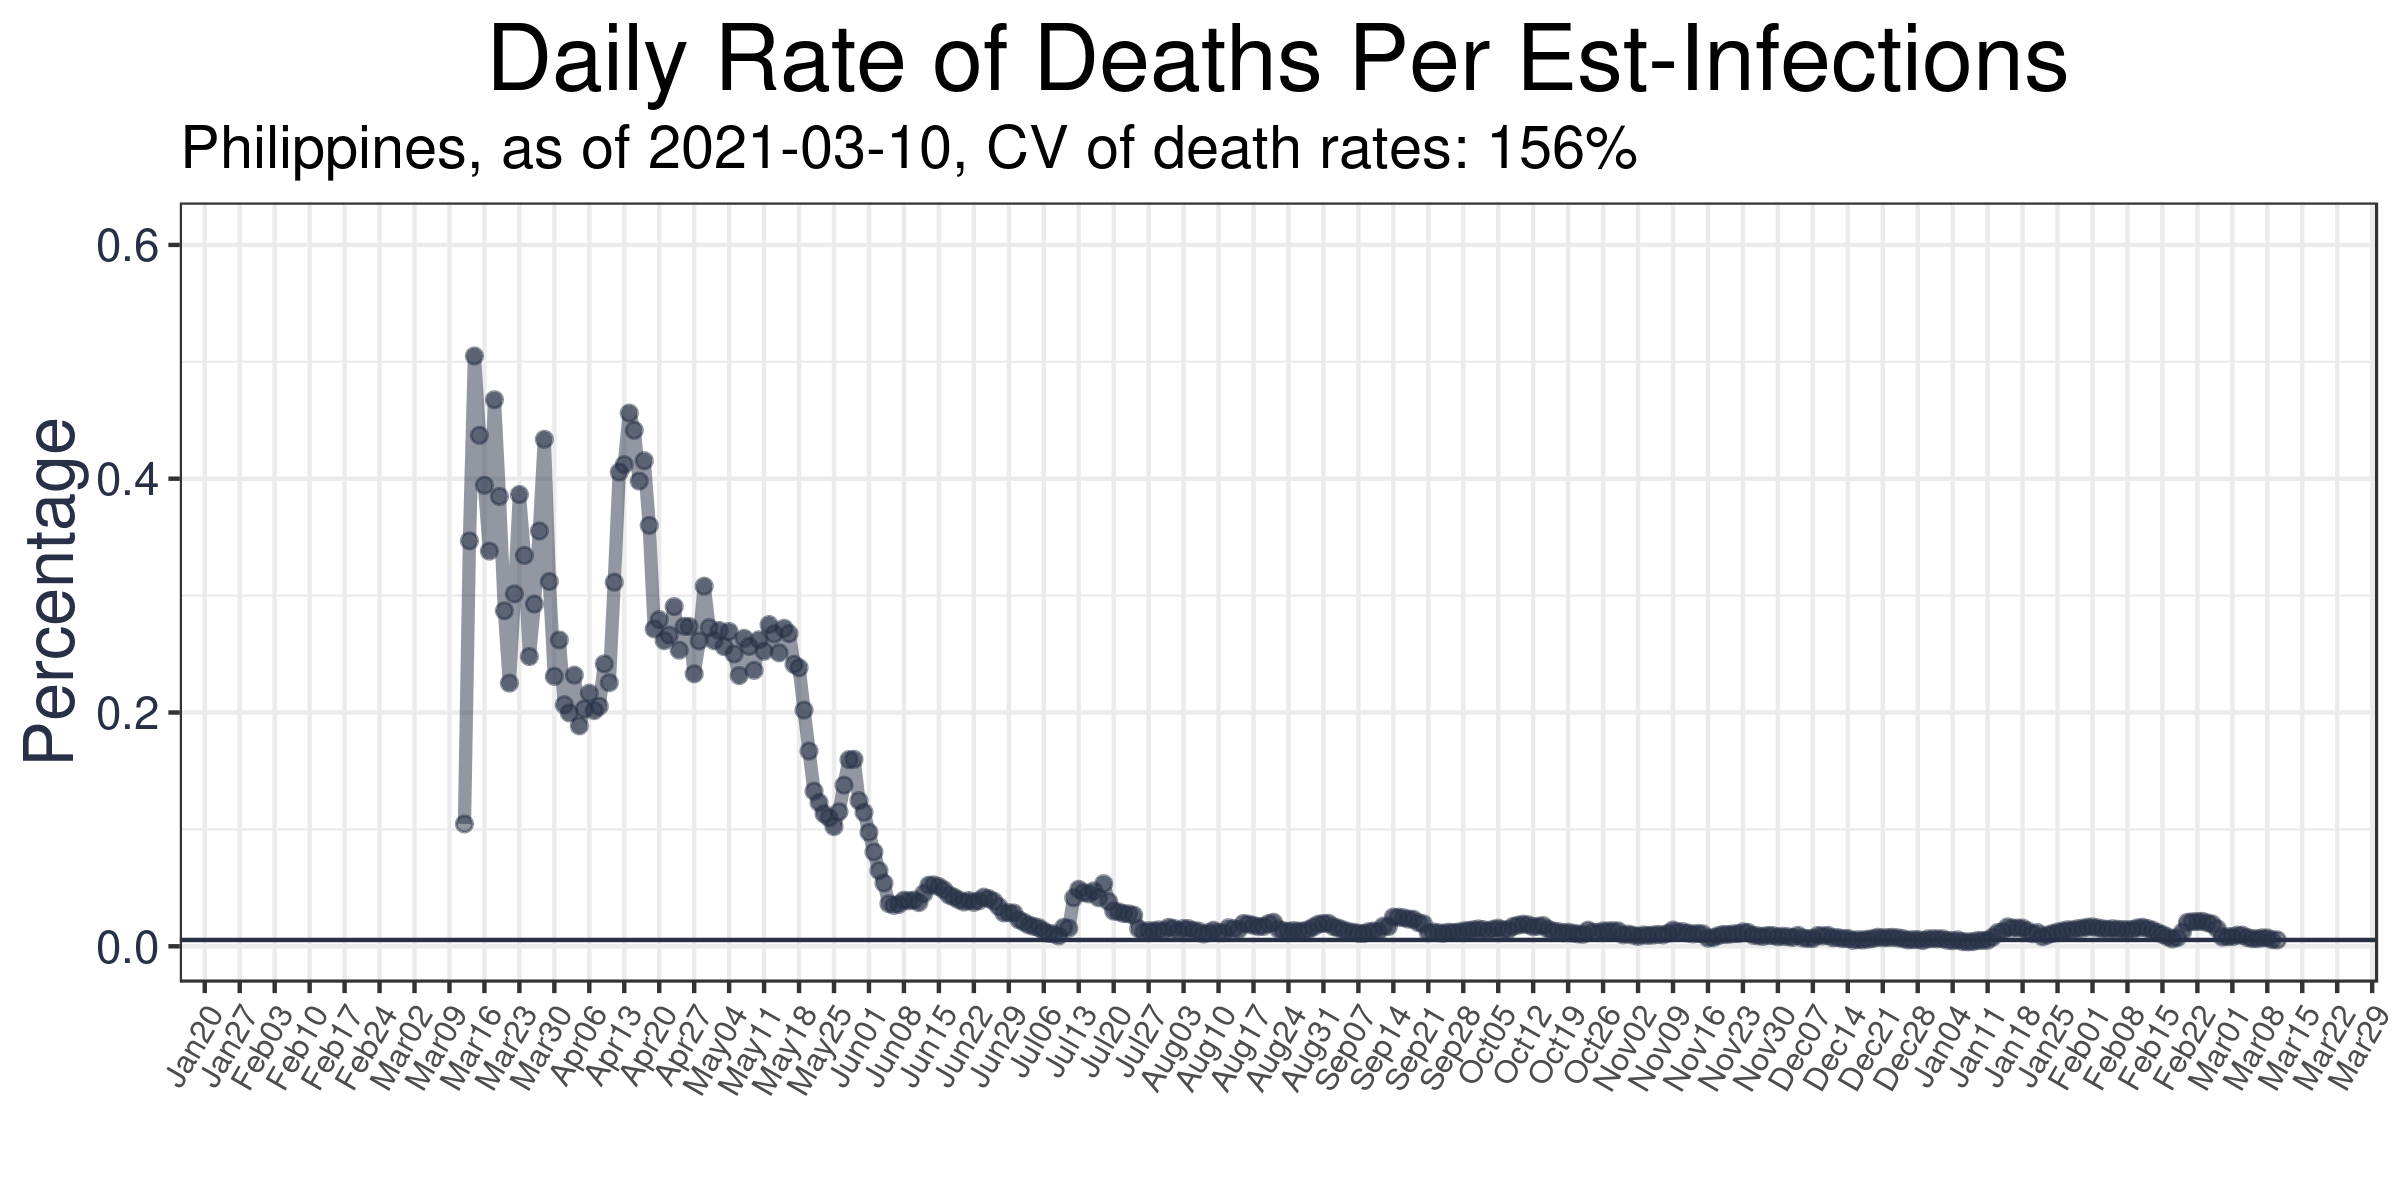 Daily Rate of Deaths Per Est-Infections
Philippines, as of 2021-03-10, CV of death rates: 156%
Percentage
0.6
0.4
0.2
0.0
Jan20
Jan27
Feb03
Feb10
Feb17
Feb24
Mar02
Mar09
Mar16
Mar23
Mar30
Apr06
Apr13
Apr20
Apr27
May04
May11
May18
May25
Jun01
Jun08
Jun15
Jun22
Jun29
Jul06
Jul13
Jul20
Jul27
Aug03
Aug10
Aug17
Aug24
Aug31
Sep07
Sep14
Sep21
Sep28
Oct05
Oct12
Oct19
Oct26
Nov02
Nov09
Nov16
Nov23
Nov30
Dec07
Dec14
Dec21
Dec28
Dec04
Jan11
Jan18
Jan25
Feb01
Feb08
Feb15
Feb22
Mar01
Mar08
Mar15
Mar22
Mar29